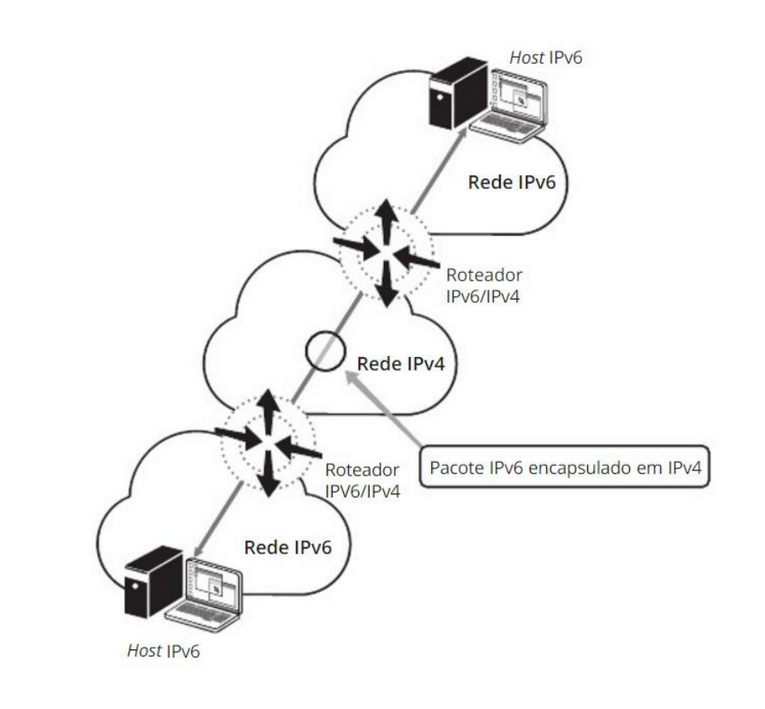 Host IPv6
Rede IPv6
Roteador
IPV6/IPv4
Rede IPv4
Pacote IPv6 encapsulado em IPv4
Roteador
IPV6/IPv4
Rede IPv6
Host IPv6